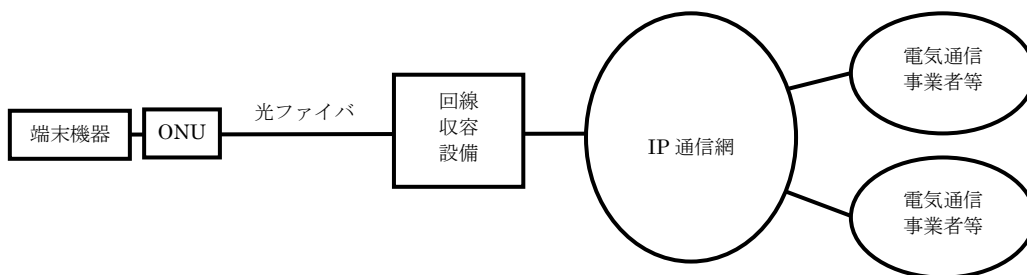 端末機器
ONU
光ファイバ
回線
収容
設備
IP 通信網
電気通信
事業者等
電気通信
事業者等